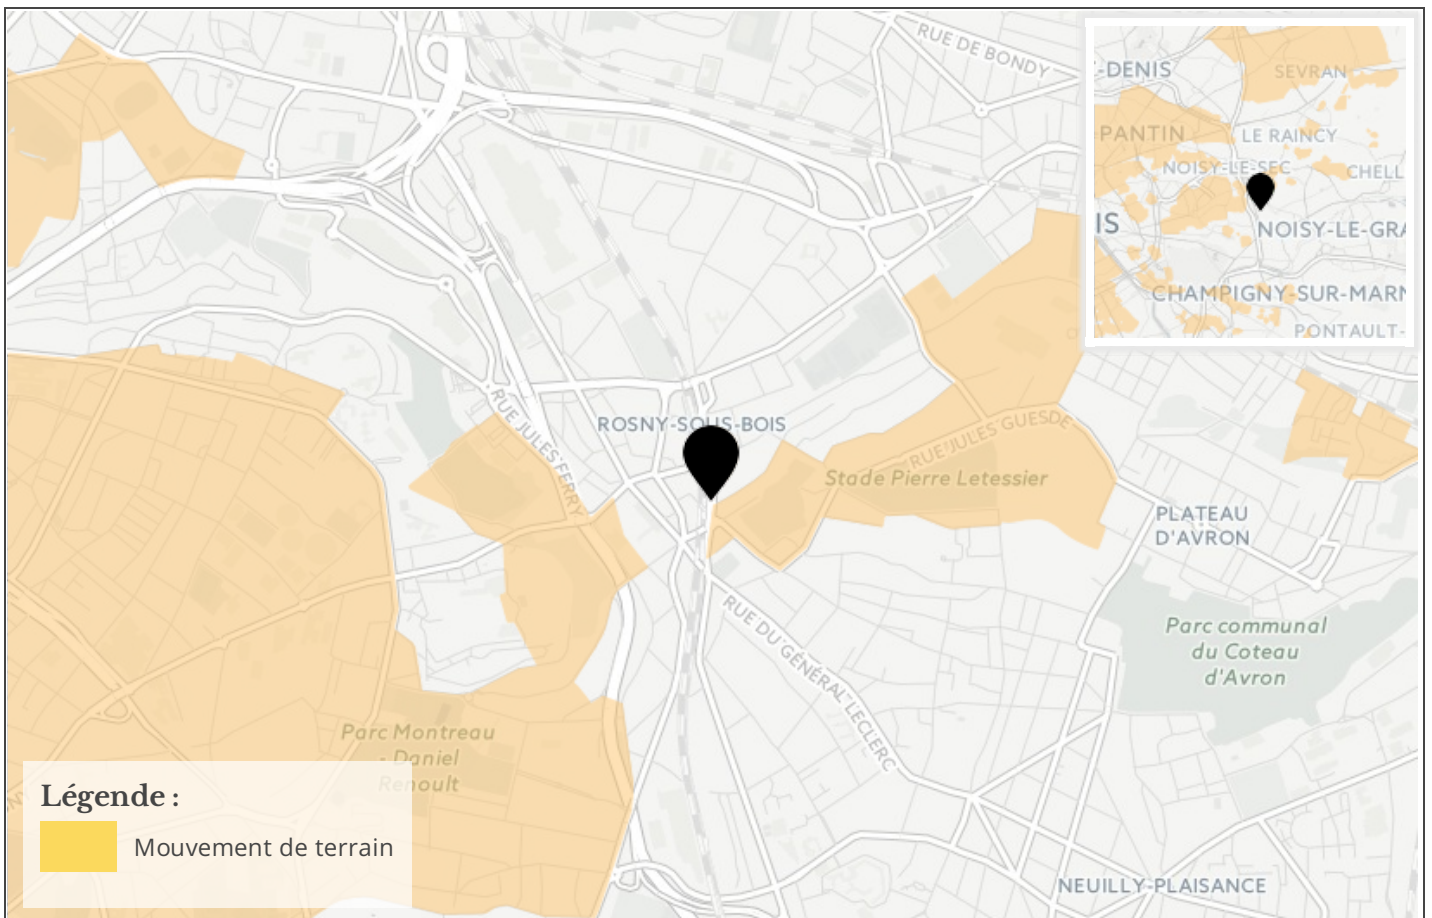 RUE DE BONDY
-DENIS
SEVRAN
PANTIN
LE RAINCY
NOISY-LE-SEC
CHELL
IS
NOISY-LE-GRA
CHAMPIGNY-SUR-MARN
PONTAULT-
RUE JULES FERRY
ROSNY-SOUS-BOIS
RUE JULES GUESDE
Stade Pierre Letessier
PLATEAU
D'AVRON
RUE DU GÉNÉRAL LECLERC
Parc communal
du Coteau
d'Avron
Parc Montreau
- Daniel
Renoult
Légende :
Mouvement de terrain
NEUILLY-PLAISANCE